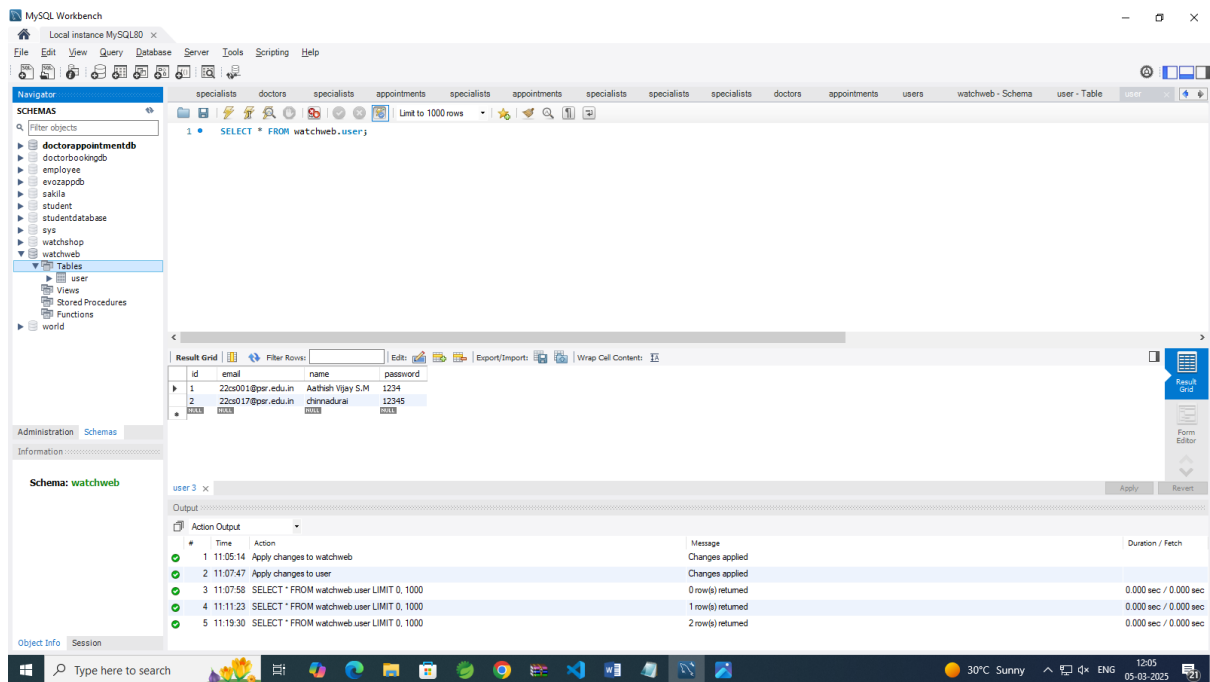 MySQL Workbench
Local instance MySQL80
File Edit View Query Database Server Tools Scripting Help
Navigator
SCHEMAS
Filter objects
doctorappointmentdb
doctorbookingdb
employee
evozappdb
sakila
student
studentdatabase
sys
watchshop
watchweb
Tables
user
Views
Stored Procedures
Functions
world
Administration Schemas
Information
Schema: watchweb
Object Info Session
specialists doctors specialists appointments specialists appointments specialists specialists specialists doctors appointments users watchweb - Schema user - Table user
Limit to 1000 rows
1 SELECT * FROM watchweb.user;
Result Grid Filter Rows: Edit: Export/Import: Wrap Cell Content:
id email name password
1 22cs001@psr.edu.in Aathish Vijay S.M 1234
2 22cs017@psr.edu.in chinnadurai 12345
NULL NULL NULL NULL
Result Grid
Form Editor
user 3 Apply Revert
Output
Action Output
# Time Action Message Duration / Fetch
1 11:05:14 Apply changes to watchweb Changes applied
2 11:07:47 Apply changes to user Changes applied
3 11:07:58 SELECT * FROM watchweb.user LIMIT 0, 1000 0 row(s) returned 0.000 sec / 0.000 sec
4 11:11:23 SELECT * FROM watchweb.user LIMIT 0, 1000 1 row(s) returned 0.000 sec / 0.000 sec
5 11:19:30 SELECT * FROM watchweb.user LIMIT 0, 1000 2 row(s) returned 0.000 sec / 0.000 sec
Type here to search 30°C Sunny ENG 12:05
05-03-2025 21